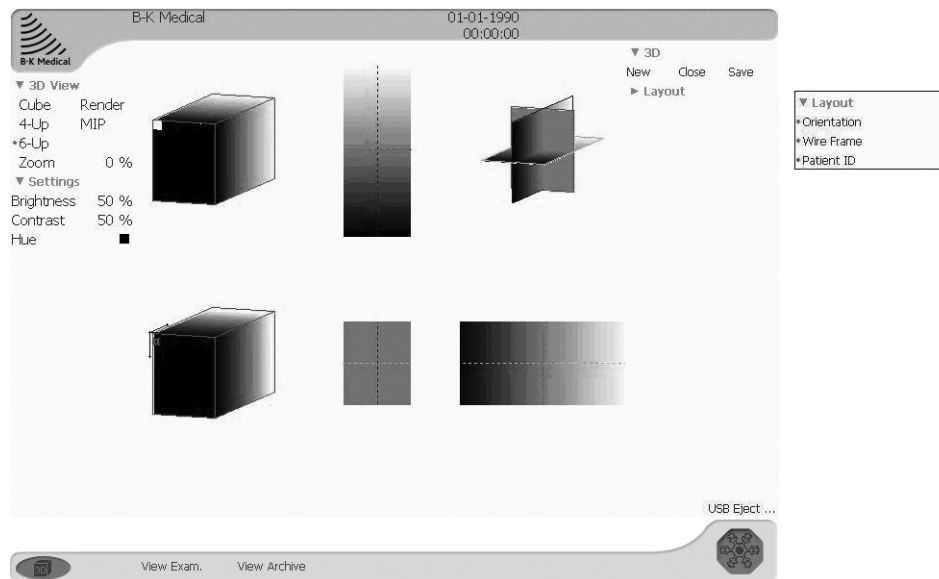 B-K Medical
01-01-1990
00:00:00
B-K Medical
▼ 3D View
Cube Render
4-Up MIP
•6-Up
Zoom 0 %
▼ Settings
Brightness 50 %
Contrast 50 %
Hue
▼ 3D
New Close Save
► Layout
▼ Layout
•Orientation
•Wire Frame
•Patient ID
USB Eject ...
3D
View Exam. View Archive